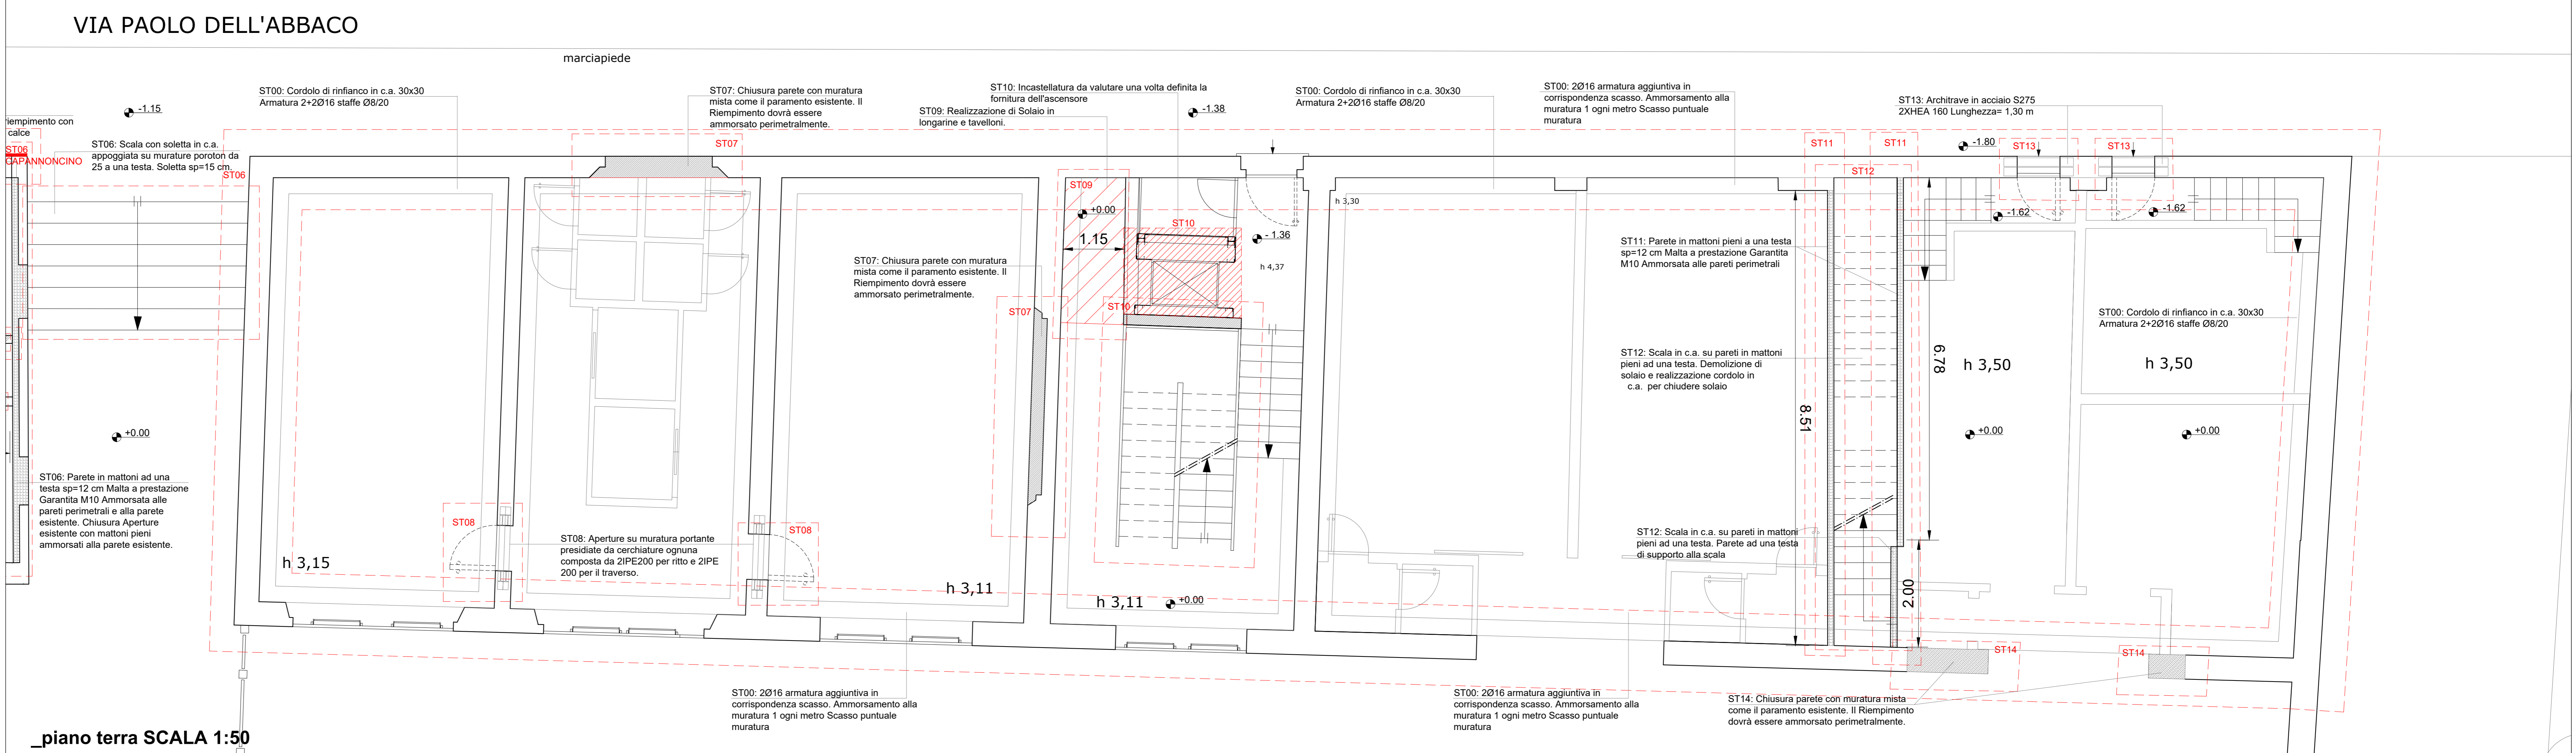 VIA PAOLO DELL'ABBACO
marciapiede
-1.15
riempimento con
calce
ST06
CAPANNONCINO
ST06: Scala con soletta in c.a.
appoggiata su murature poroton da
25 a una testa. Soletta sp=15 cm.
ST06
ST00: Cordolo di rinfianco in c.a. 30x30
Armatura 2+2Ø16 staffe Ø8/20
ST07: Chiusura parete con muratura
mista come il paramento esistente. Il
Riempimento dovrà essere
ammorsato perimetralmente.
ST07
ST09: Realizzazione di Solaio in
longarine e tavelloni.
ST10: Incastellatura da valutare una volta definita la
fornitura dell'ascensore
-1.38
ST00: Cordolo di rinfianco in c.a. 30x30
Armatura 2+2Ø16 staffe Ø8/20
ST00: 2Ø16 armatura aggiuntiva in
corrispondenza scasso. Ammorsamento alla
muratura 1 ogni metro Scasso puntuale
muratura
ST13: Architrave in acciaio S275
2XHEA 160 Lunghezza= 1,30 m
-1.80
ST11
ST11
ST12
ST13
ST13
ST09
+0.00
1.15
ST10
ST10
- 1.36
h 4,37
h 3,30
-1.62
-1.62
ST07: Chiusura parete con muratura
mista come il paramento esistente. Il
Riempimento dovrà essere
ammorsato perimetralmente.
ST07
ST11: Parete in mattoni pieni a una testa
sp=12 cm Malta a prestazione Garantita
M10 Ammorsata alle pareti perimetrali
ST00: Cordolo di rinfianco in c.a. 30x30
Armatura 2+2Ø16 staffe Ø8/20
ST12: Scala in c.a. su pareti in mattoni
pieni ad una testa. Demolizione di
solaio e realizzazione cordolo in
c.a. per chiudere solaio
6.78
h 3,50
h 3,50
8.51
+0.00
+0.00
+0.00
ST06: Parete in mattoni ad una
testa sp=12 cm Malta a prestazione
Garantita M10 Ammorsata alle
pareti perimetrali e alla parete
esistente. Chiusura Aperture
esistente con mattoni pieni
ammorsati alla parete esistente.
h 3,15
ST08
ST08: Aperture su muratura portante
presidiate da cerchiature ognuna
composta da 2IPE200 per ritto e 2IPE
200 per il traverso.
ST08
h 3,11
h 3,11
+0.00
ST12: Scala in c.a. su pareti in mattoni
pieni ad una testa. Parete ad una testa
di supporto alla scala
2.00
ST14
ST14
ST00: 2Ø16 armatura aggiuntiva in
corrispondenza scasso. Ammorsamento alla
muratura 1 ogni metro Scasso puntuale
muratura
ST00: 2Ø16 armatura aggiuntiva in
corrispondenza scasso. Ammorsamento alla
muratura 1 ogni metro Scasso puntuale
muratura
ST14: Chiusura parete con muratura mista
come il paramento esistente. Il Riempimento
dovrà essere ammorsato perimetralmente.
_piano terra SCALA 1:50